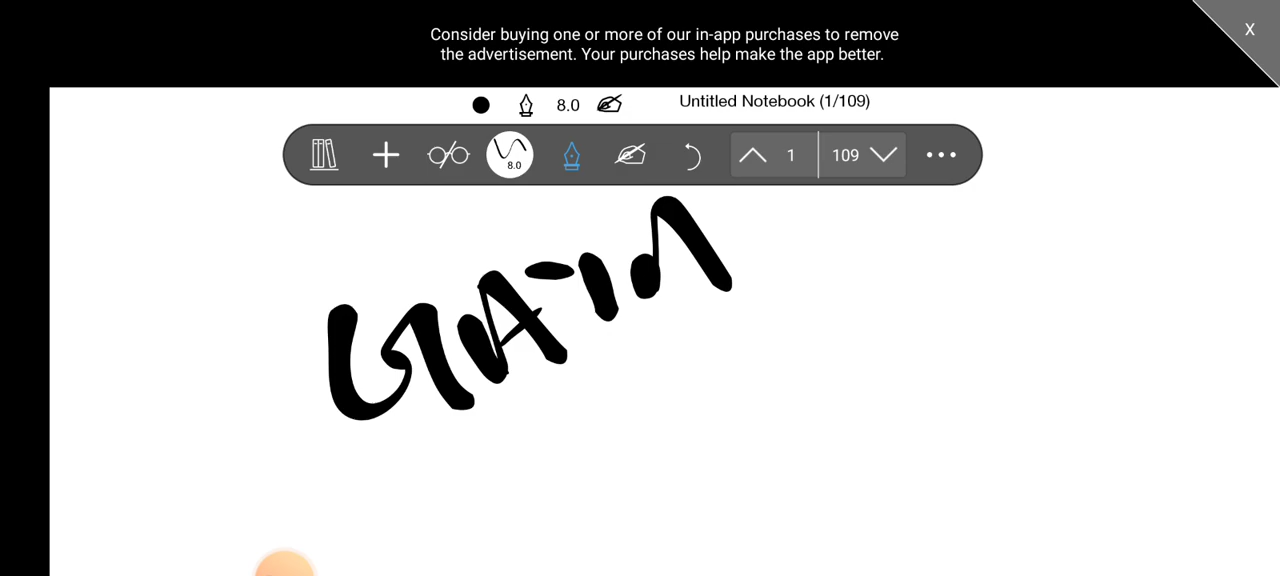 Consider buying one or more of our in-app purchases to remove
the advertisement. Your purchases help make the app better.
X
8.0 Untitled Notebook (1/109)
8.0 1 109